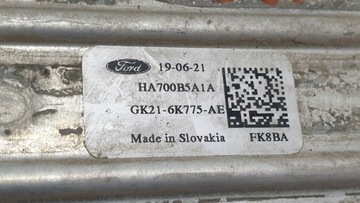 Ford 19-06-21
HA700B5A1A
GK21-6K775-AE
Made in Slovakia FK8BA